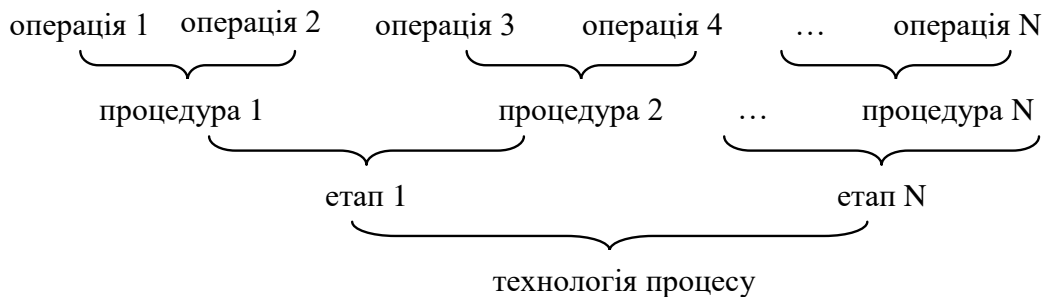 операція 1 операція 2 операція 3 операція 4 … операція N
процедура 1 процедура 2 … процедура N
етап 1 етап N
технологія процесу